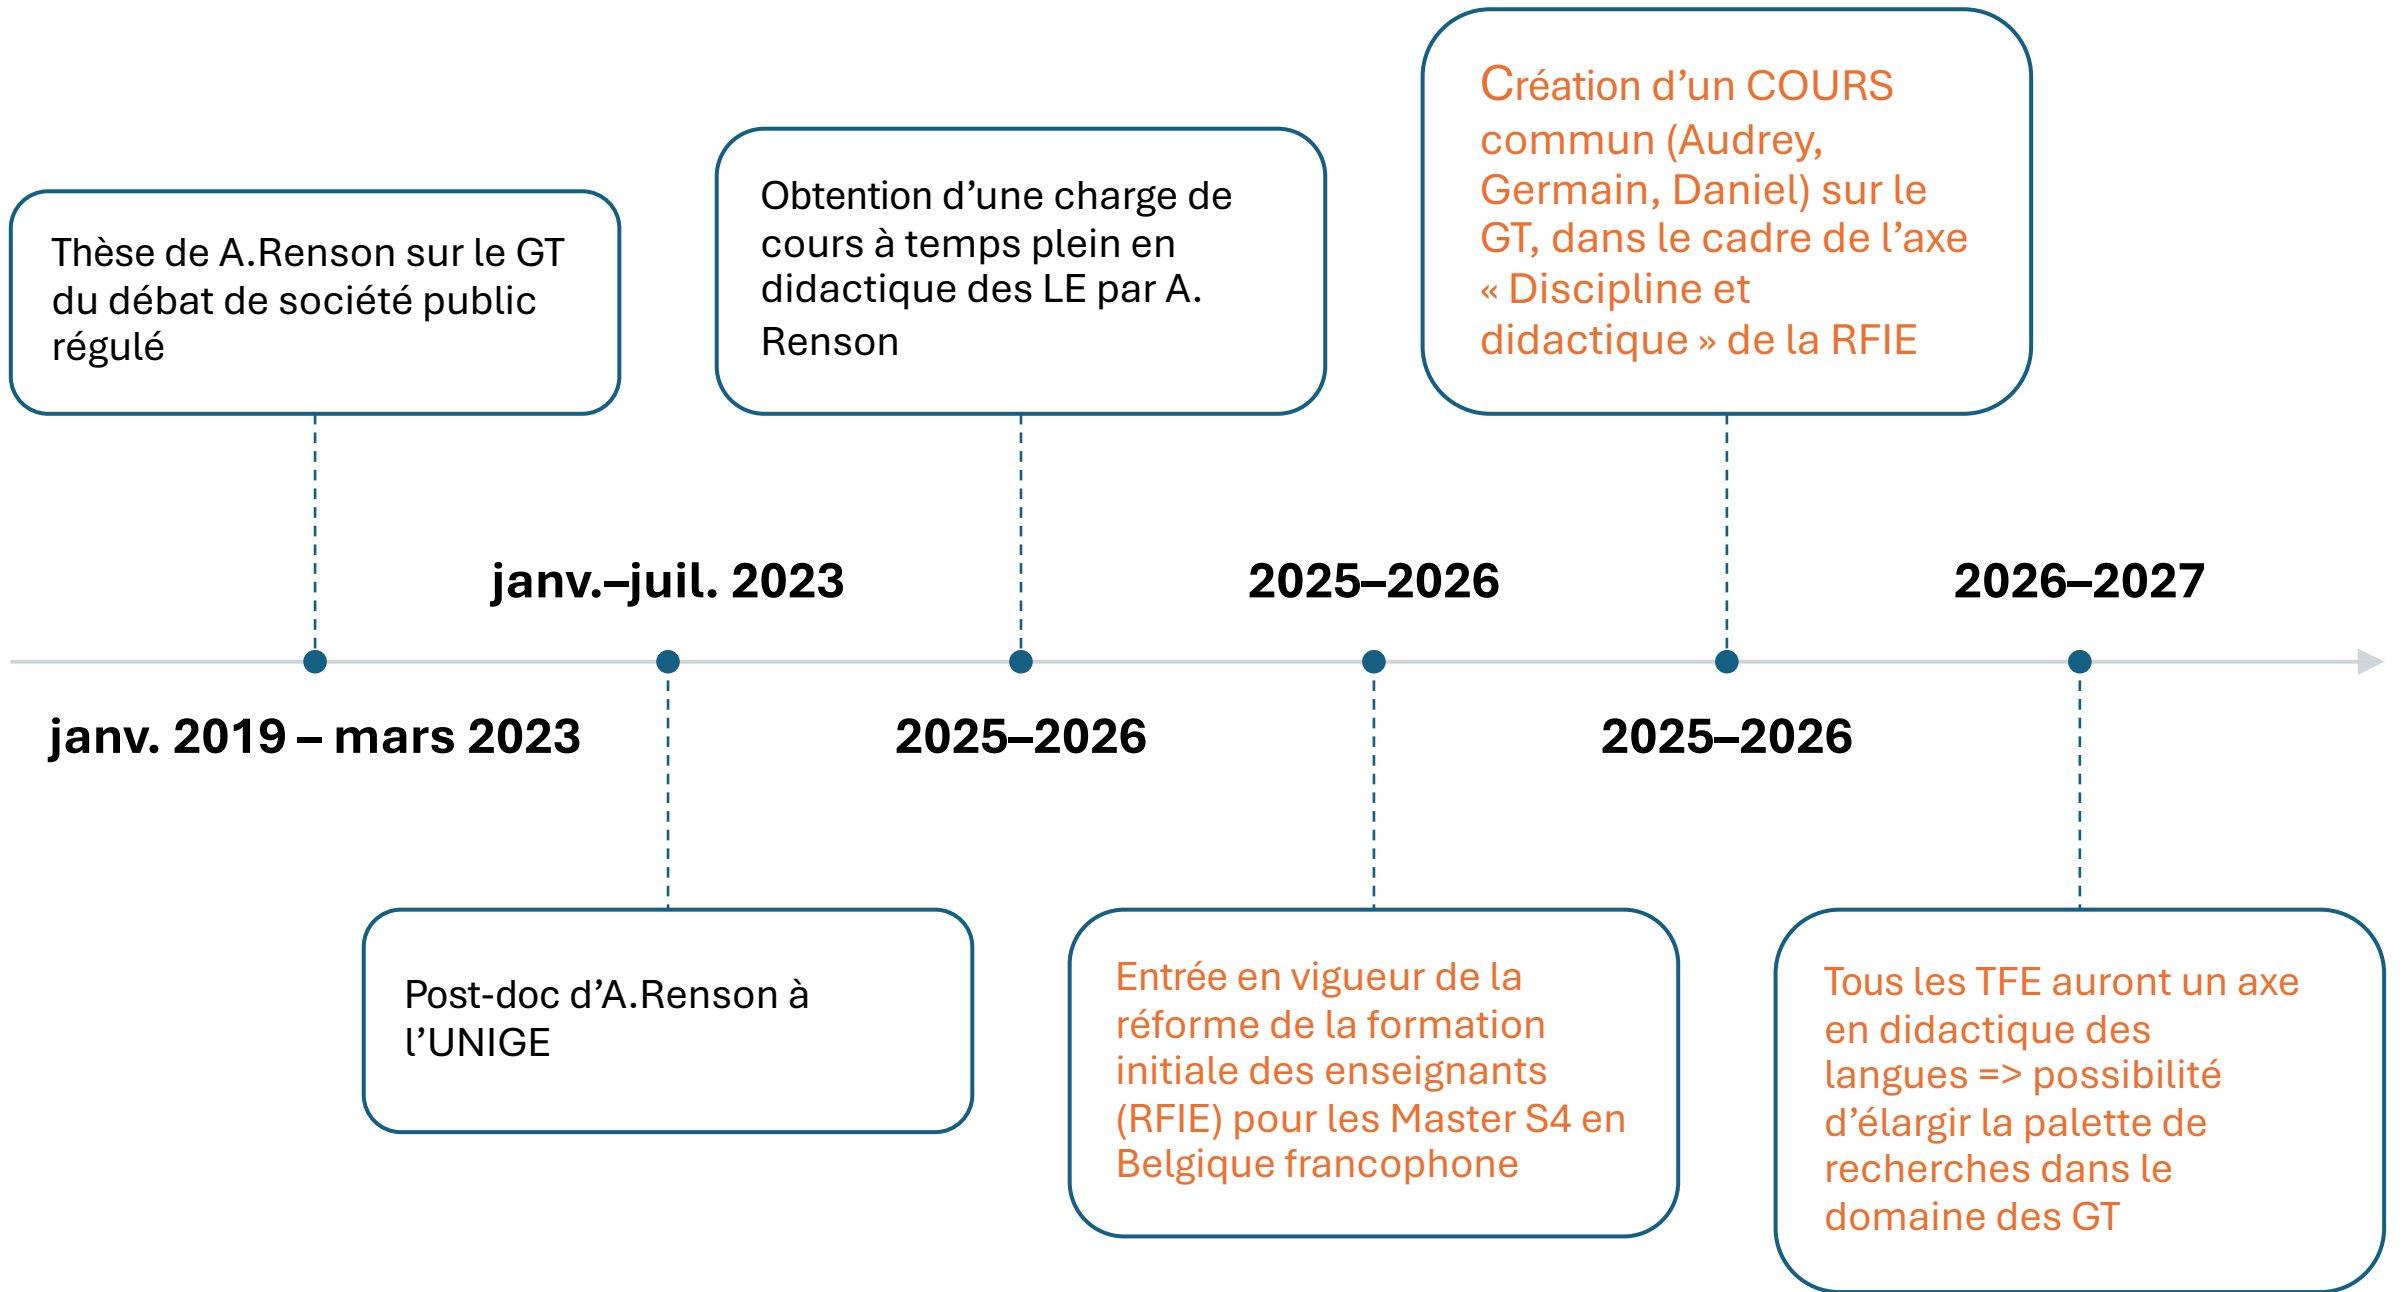 Thèse de A.Renson sur le GT
du débat de société public
régulé
janv. 2019 – mars 2023
janv.–juil. 2023
Post-doc d’A.Renson à
l’UNIGE
Obtention d’une charge de
cours à temps plein en
didactique des LE par A.
Renson
2025–2026
2025–2026
Entrée en vigueur de la
réforme de la formation
initiale des enseignants
(RFIE) pour les Master S4 en
Belgique francophone
Création d’un COURS
commun (Audrey,
Germain, Daniel) sur le
GT, dans le cadre de l’axe
« Discipline et
didactique » de la RFIE
2025–2026
2026–2027
Tous les TFE auront un axe
en didactique des
langues => possibilité
d’élargir la palette de
recherches dans le
domaine des GT